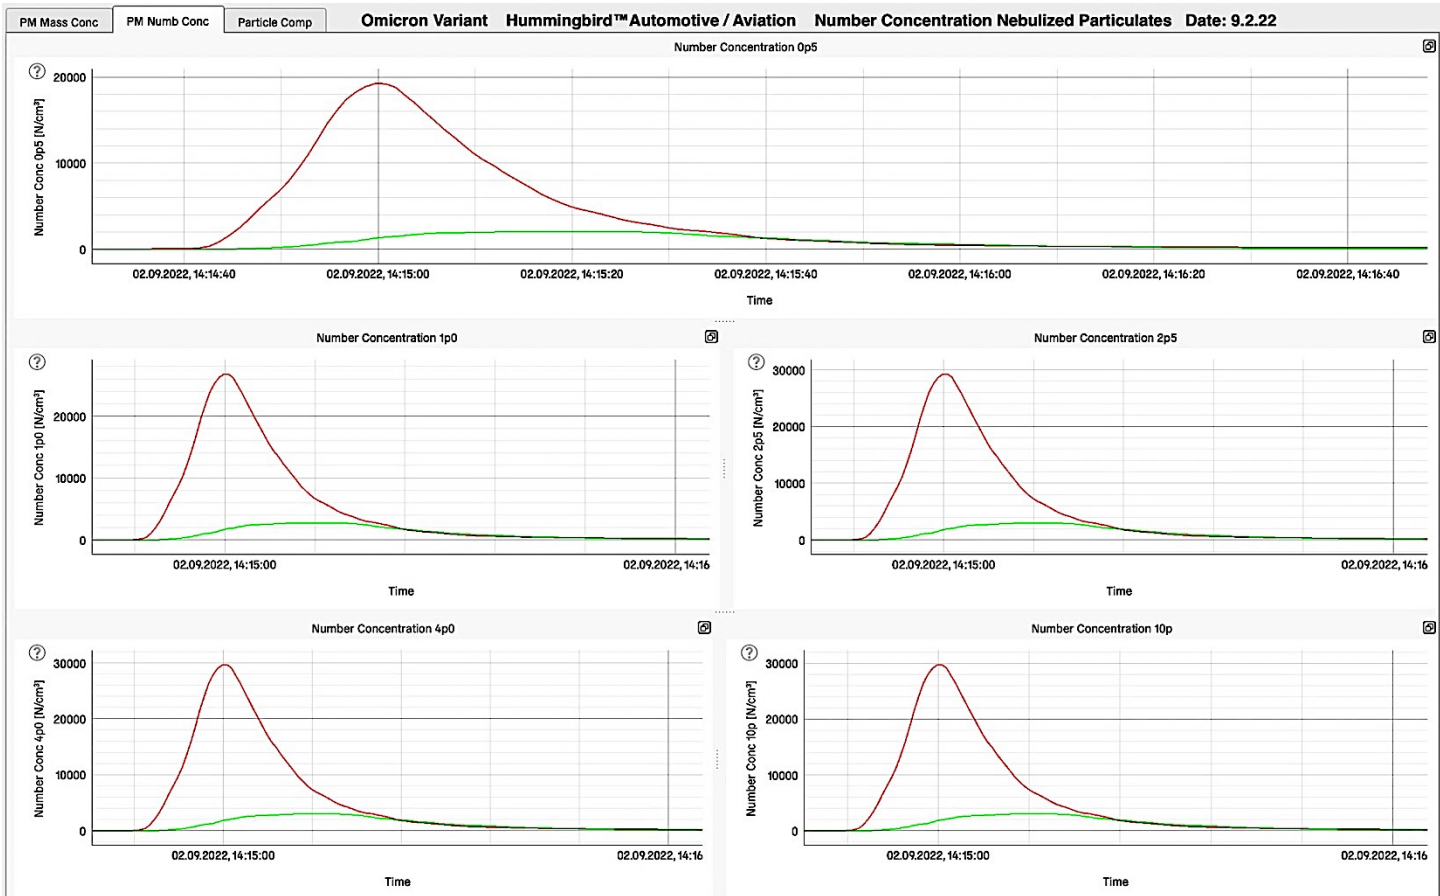 PM Mass Conc PM Numb Conc Particle Comp Omicron Variant Hummingbird™Automotive / Aviation Number Concentration Nebulized Particulates Date: 9.2.22
Number Concentration 0p5
?
Number Conc 0p5 [N/cm³]
20000
10000
0
02.09.2022, 14:14:40 02.09.2022, 14:15:00 02.09.2022, 14:15:20 02.09.2022, 14:15:40 02.09.2022, 14:16:00 02.09.2022, 14:16:20 02.09.2022, 14:16:40
Time
Number Concentration 1p0
?
Number Conc 1p0 [N/cm³]
20000
10000
0
02.09.2022, 14:15:00 02.09.2022, 14:16
Time
Number Concentration 2p5
?
Number Conc 2p5 [N/cm³]
30000
20000
10000
0
02.09.2022, 14:15:00 02.09.2022, 14:16
Time
Number Concentration 4p0
?
Number Conc 4p0 [N/cm³]
30000
20000
10000
0
02.09.2022, 14:15:00 02.09.2022, 14:16
Time
Number Concentration 10p
?
Number Conc 10p [N/cm³]
30000
20000
10000
0
02.09.2022, 14:15:00 02.09.2022, 14:16
Time